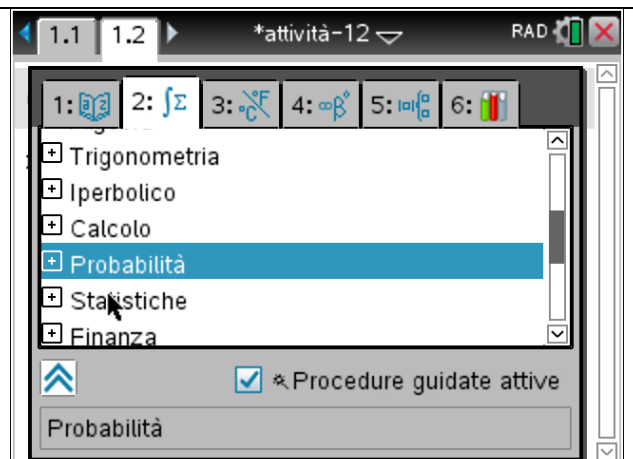 1.1 1.2 *attività-12 RAD
1: 2: ∫Σ 3: °C°F 4: ∞β° 5: 6:
Trigonometria
Iperbolico
Calcolo
Probabilità
Statistiche
Finanza
Procedure guidate attive
Probabilità